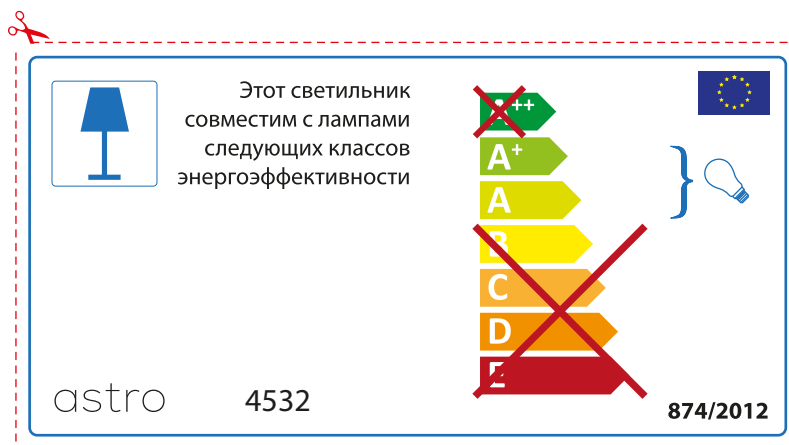 Этот светильник
совместим с лампами
следующих классов
энергоэффективности
A++
A+
A
B
C
D
E
astro
4532
874/2012